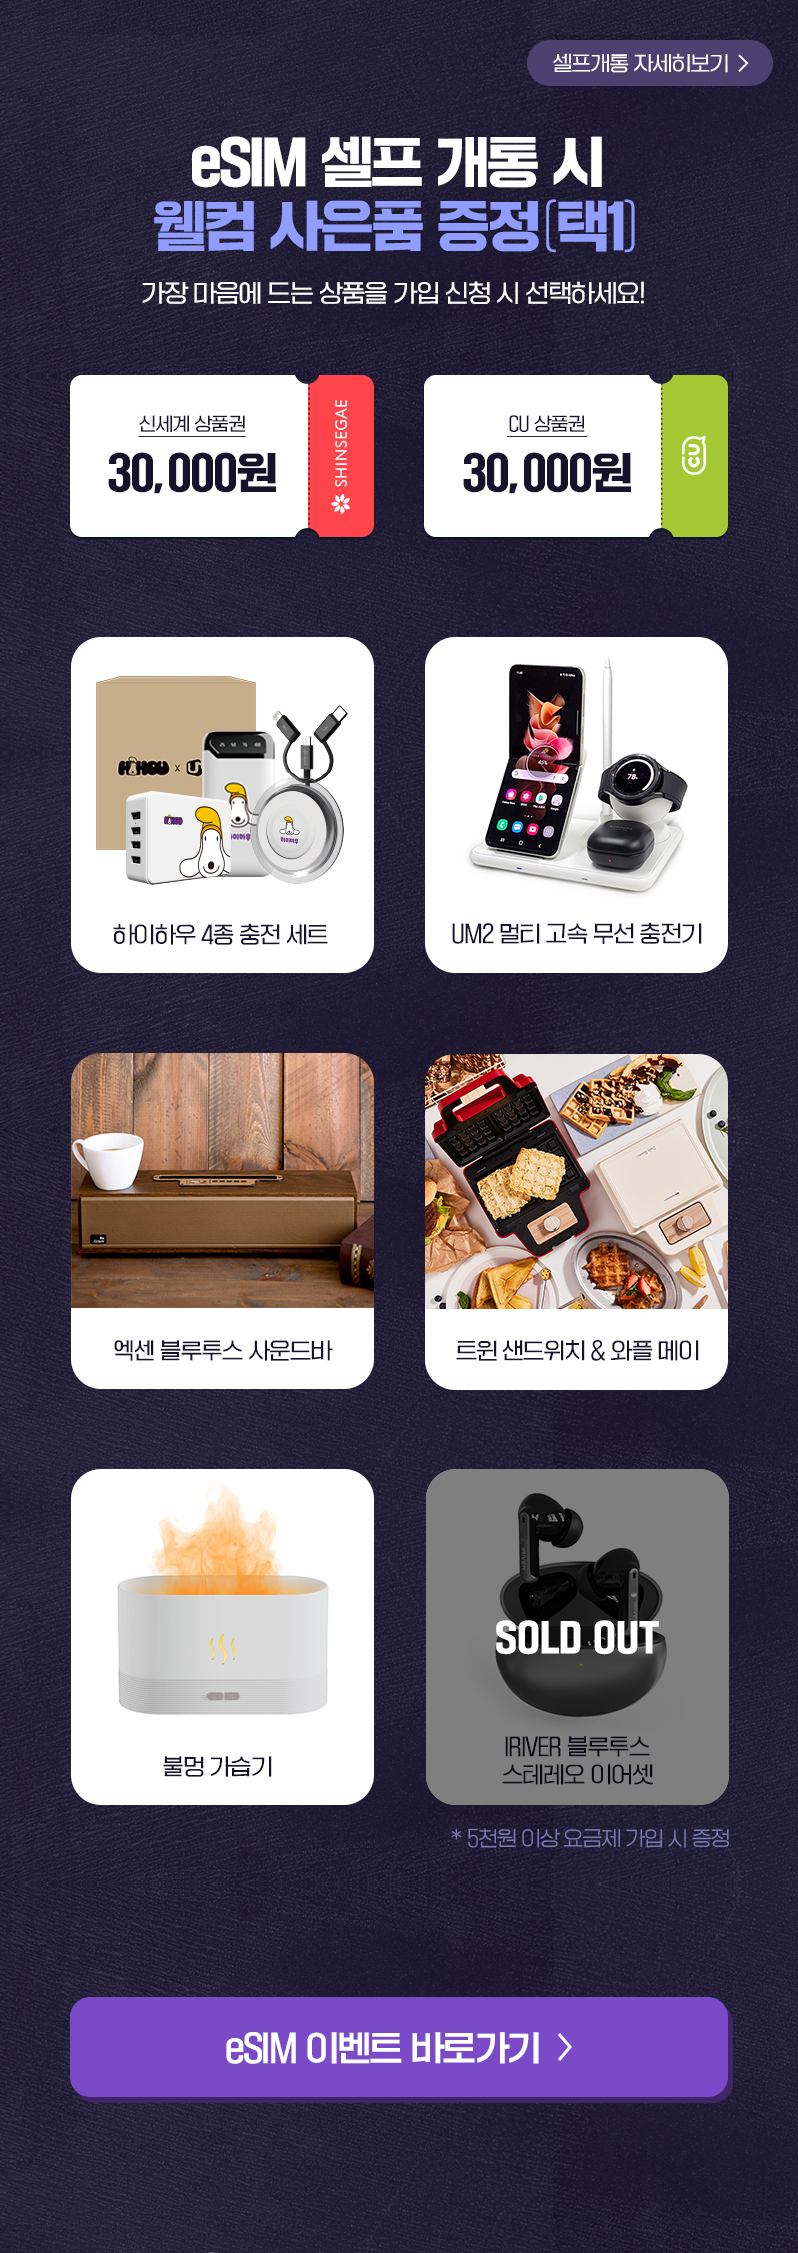 셀프개통 자세히보기 >
eSIM 셀프 개통 시
웰컴 사은품 증정[택1]
가장 마음에 드는 상품을 가입 신청 시 선택하세요!
신세계 상품권
30,000원
SHINSEGAE
CU 상품권
30,000원
CU
HIHOU x U
하이하우
하이하우 4종 충전 세트
45%
78
UM2 멀티 고속 무선 충전기
엑센 블루투스 사운드바
트윈 샌드위치 & 와플 메이
불멍 가습기
SOLD OUT
IRIVER 블루투스
스테레오 이어셋
* 5천원 이상 요금제 가입 시 증정
eSIM 이벤트 바로가기 >